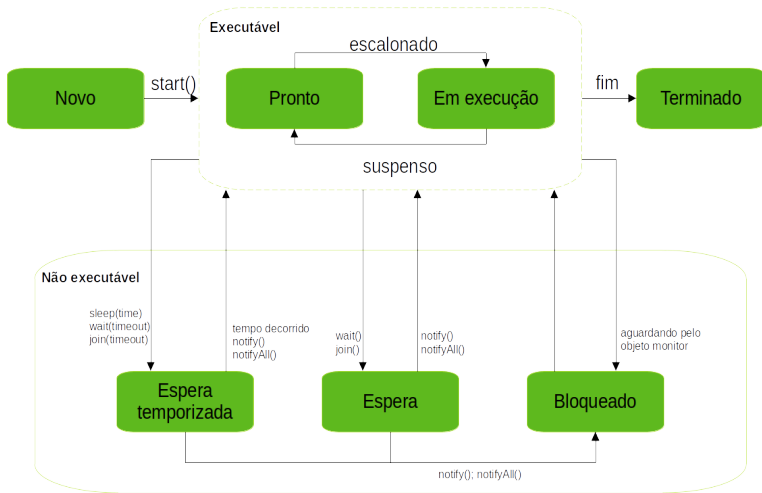 Executável
escalonado
Novo
start()
Pronto
Em execução
fim
Terminado
suspenso
Não executável
sleep(time)
wait(timeout)
join(timeout)
tempo decorrido
notify()
notifyAll()
wait()
join()
notify()
notifyAll()
aguardando pelo
objeto monitor
Espera
temporizada
Espera
Bloqueado
notify(); notifyAll()